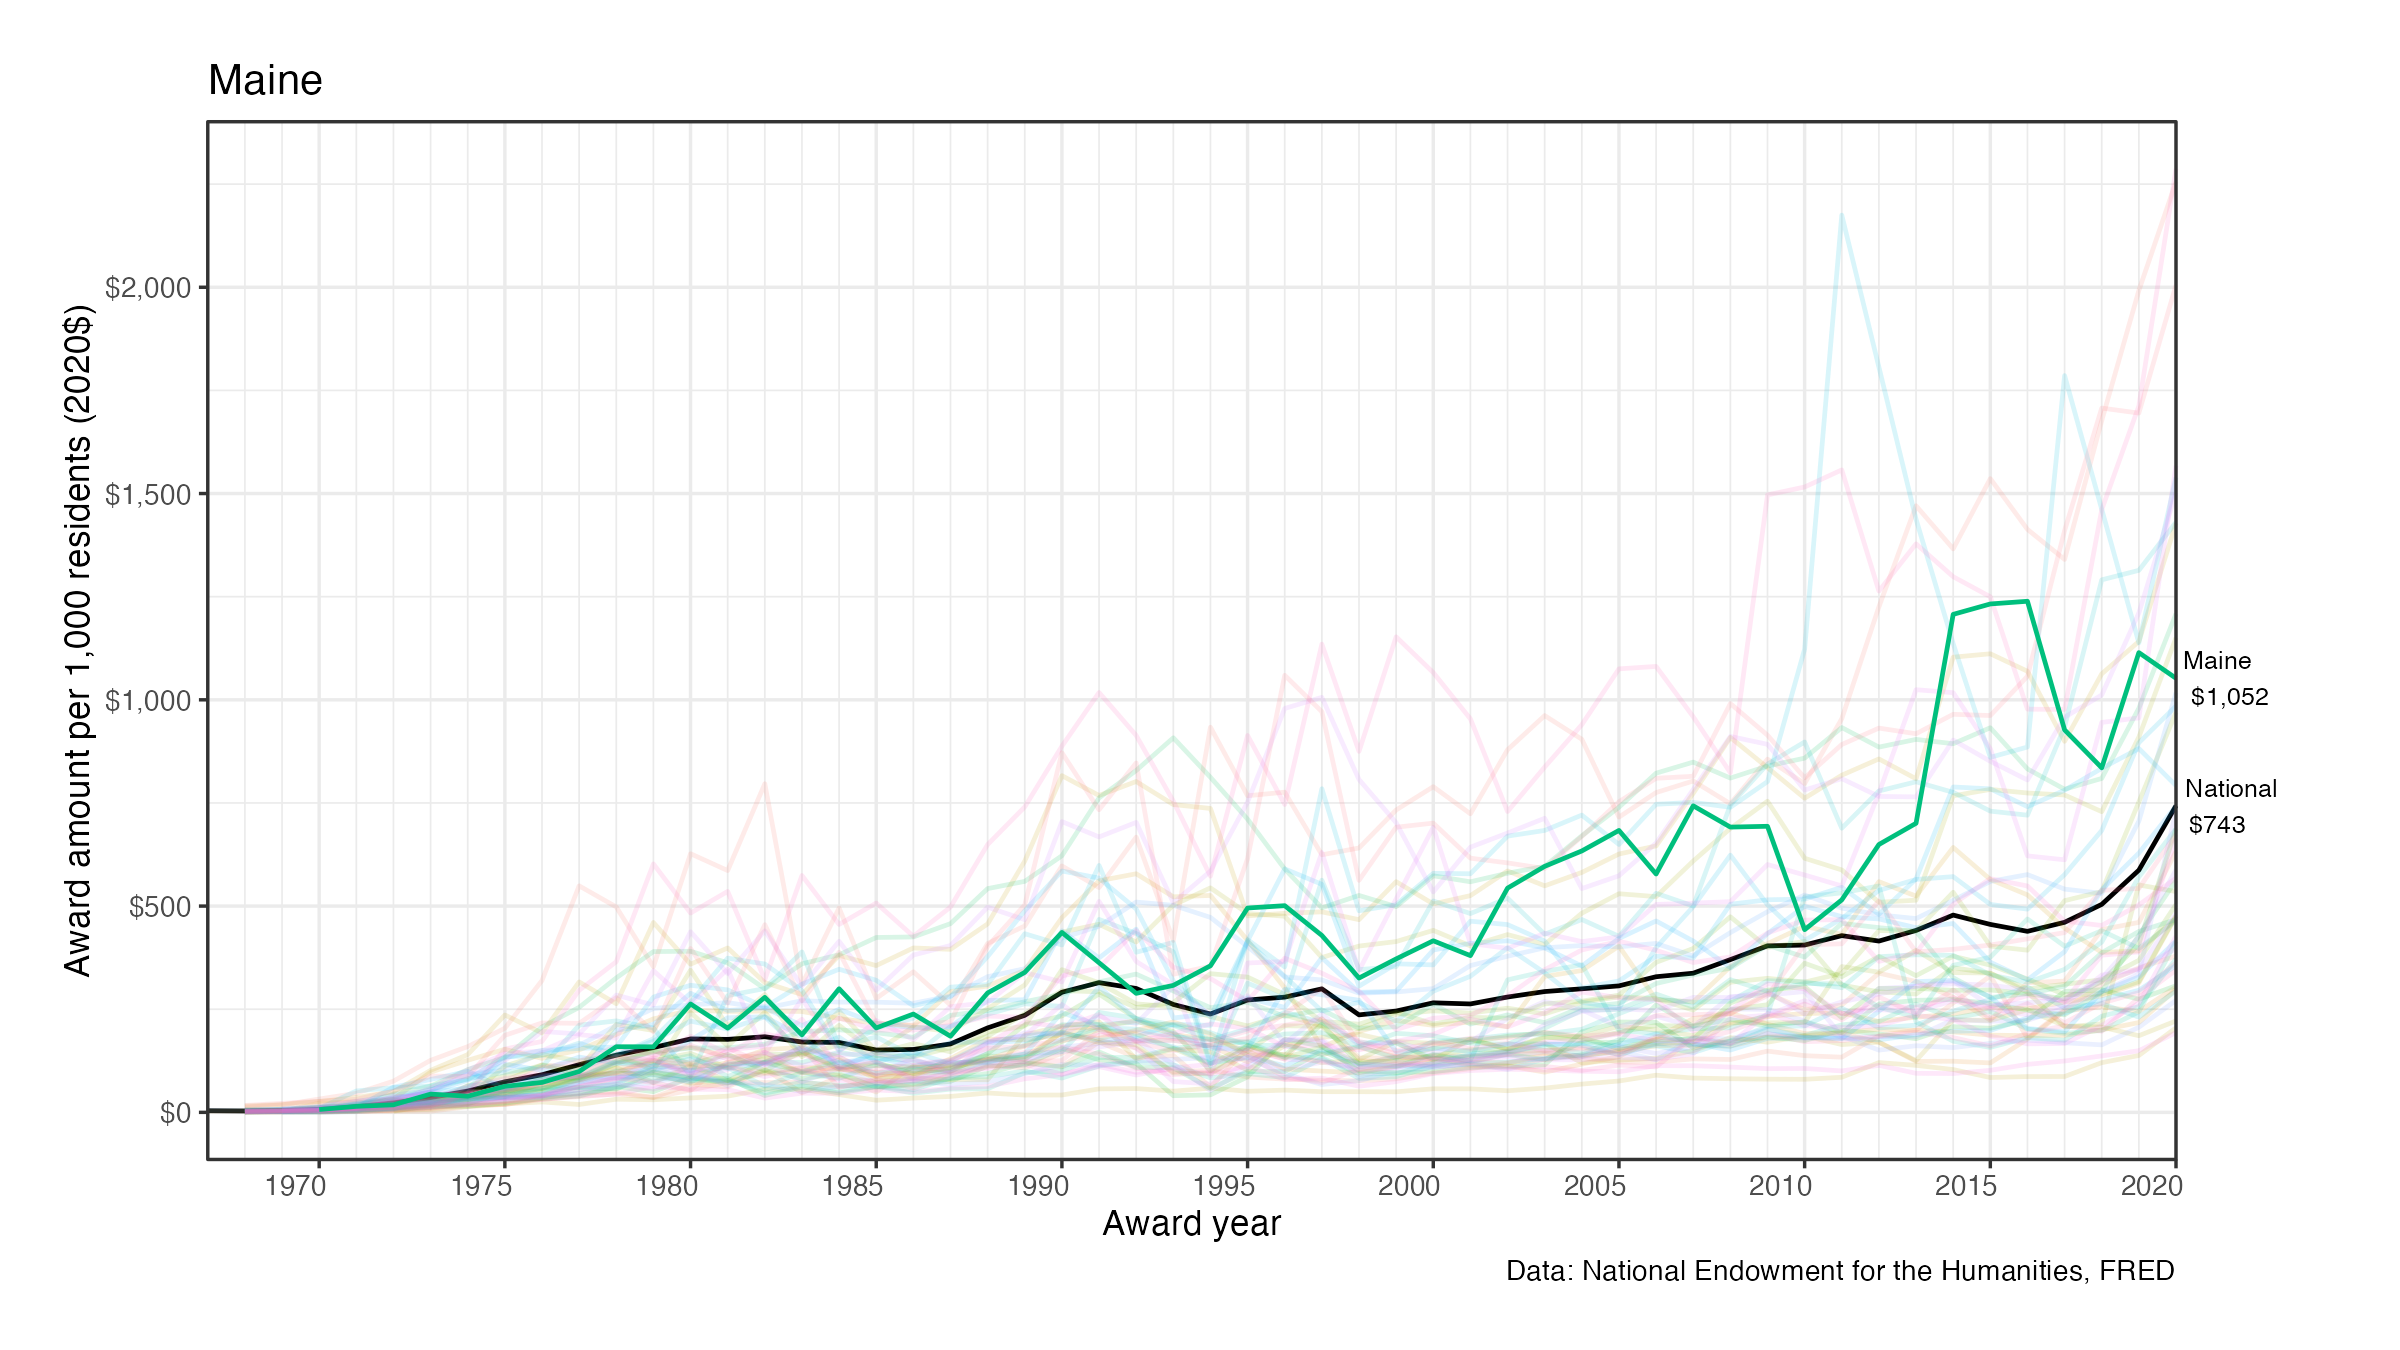 Maine
Award amount per 1,000 residents (2020$)
$2,000
$1,500
$1,000
$500
$0
Maine
$1,052
National
$743
1970 1975 1980 1985 1990 1995 2000 2005 2010 2015 2020
Award year
Data: National Endowment for the Humanities, FRED